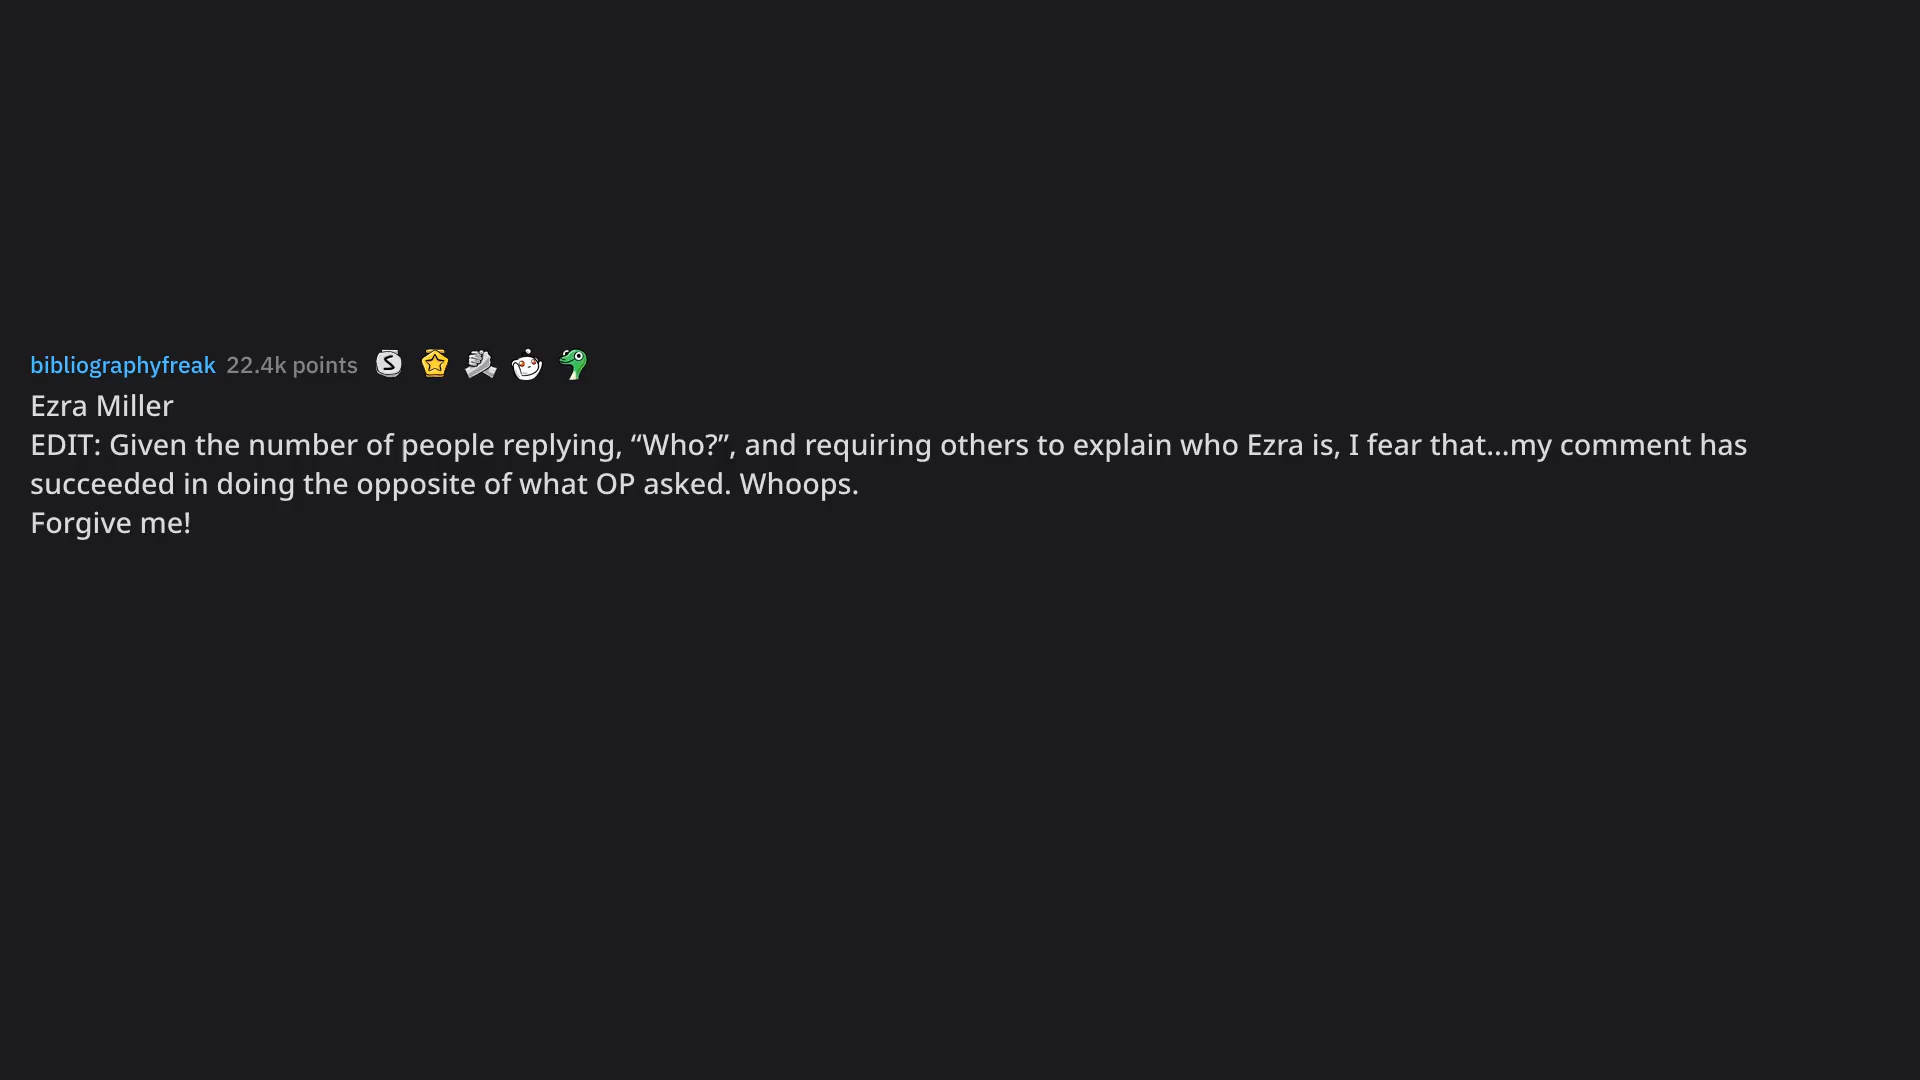 bibliographyfreak 22.4k points
Ezra Miller
EDIT: Given the number of people replying, “Who?”, and requiring others to explain who Ezra is, I fear that...my comment has
succeeded in doing the opposite of what OP asked. Whoops.
Forgive me!